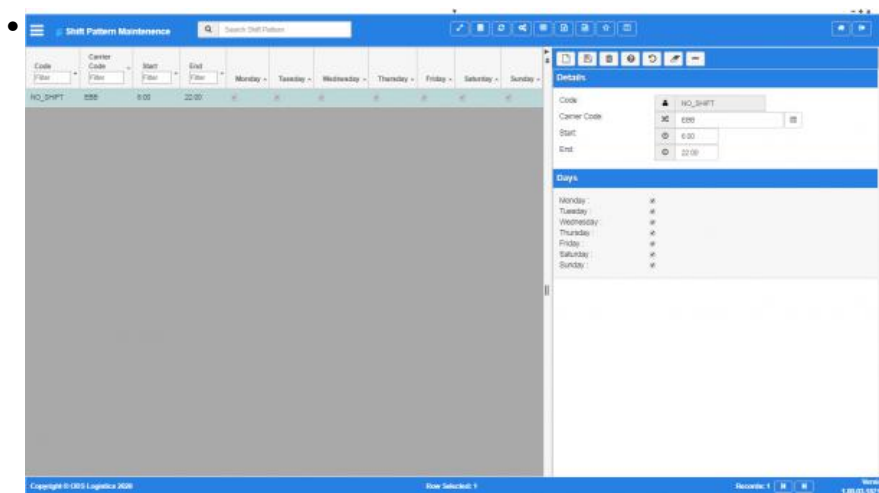 Shift Pattern Maintenence
Search Shift Pattern
Code
Carrier Code
Start
End
Monday
Tuesday
Wednesday
Thursday
Friday
Saturday
Sunday
Filter
Filter
Filter
Filter
NO_SHIFT EBB 6:00 22:00
Details
Code NO_SHIFT
Carrier Code EBB
Start 6:00
End 22:00
Days
Monday :
Tuesday :
Wednesday :
Thursday :
Friday :
Saturday :
Sunday :
Copyright © ODS Logistics 2020
Row Selected: 1
Records: 1